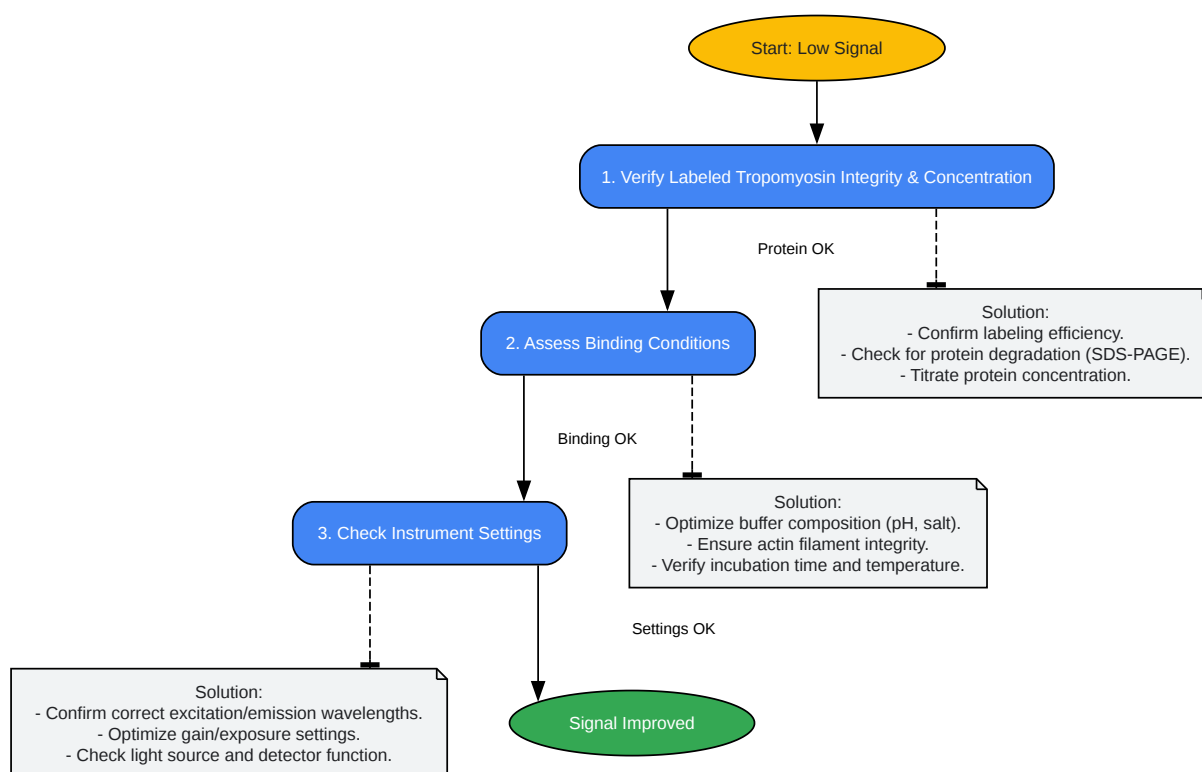 Start: Low Signal
1. Verify Labeled Tropomyosin Integrity & Concentration
Protein OK
Solution:
- Confirm labeling efficiency.
- Check for protein degradation (SDS-PAGE).
- Titrate protein concentration.
2. Assess Binding Conditions
Binding OK
Solution:
- Optimize buffer composition (pH, salt).
- Ensure actin filament integrity.
- Verify incubation time and temperature.
3. Check Instrument Settings
Settings OK
Solution:
- Confirm correct excitation/emission wavelengths.
- Optimize gain/exposure settings.
- Check light source and detector function.
Signal Improved